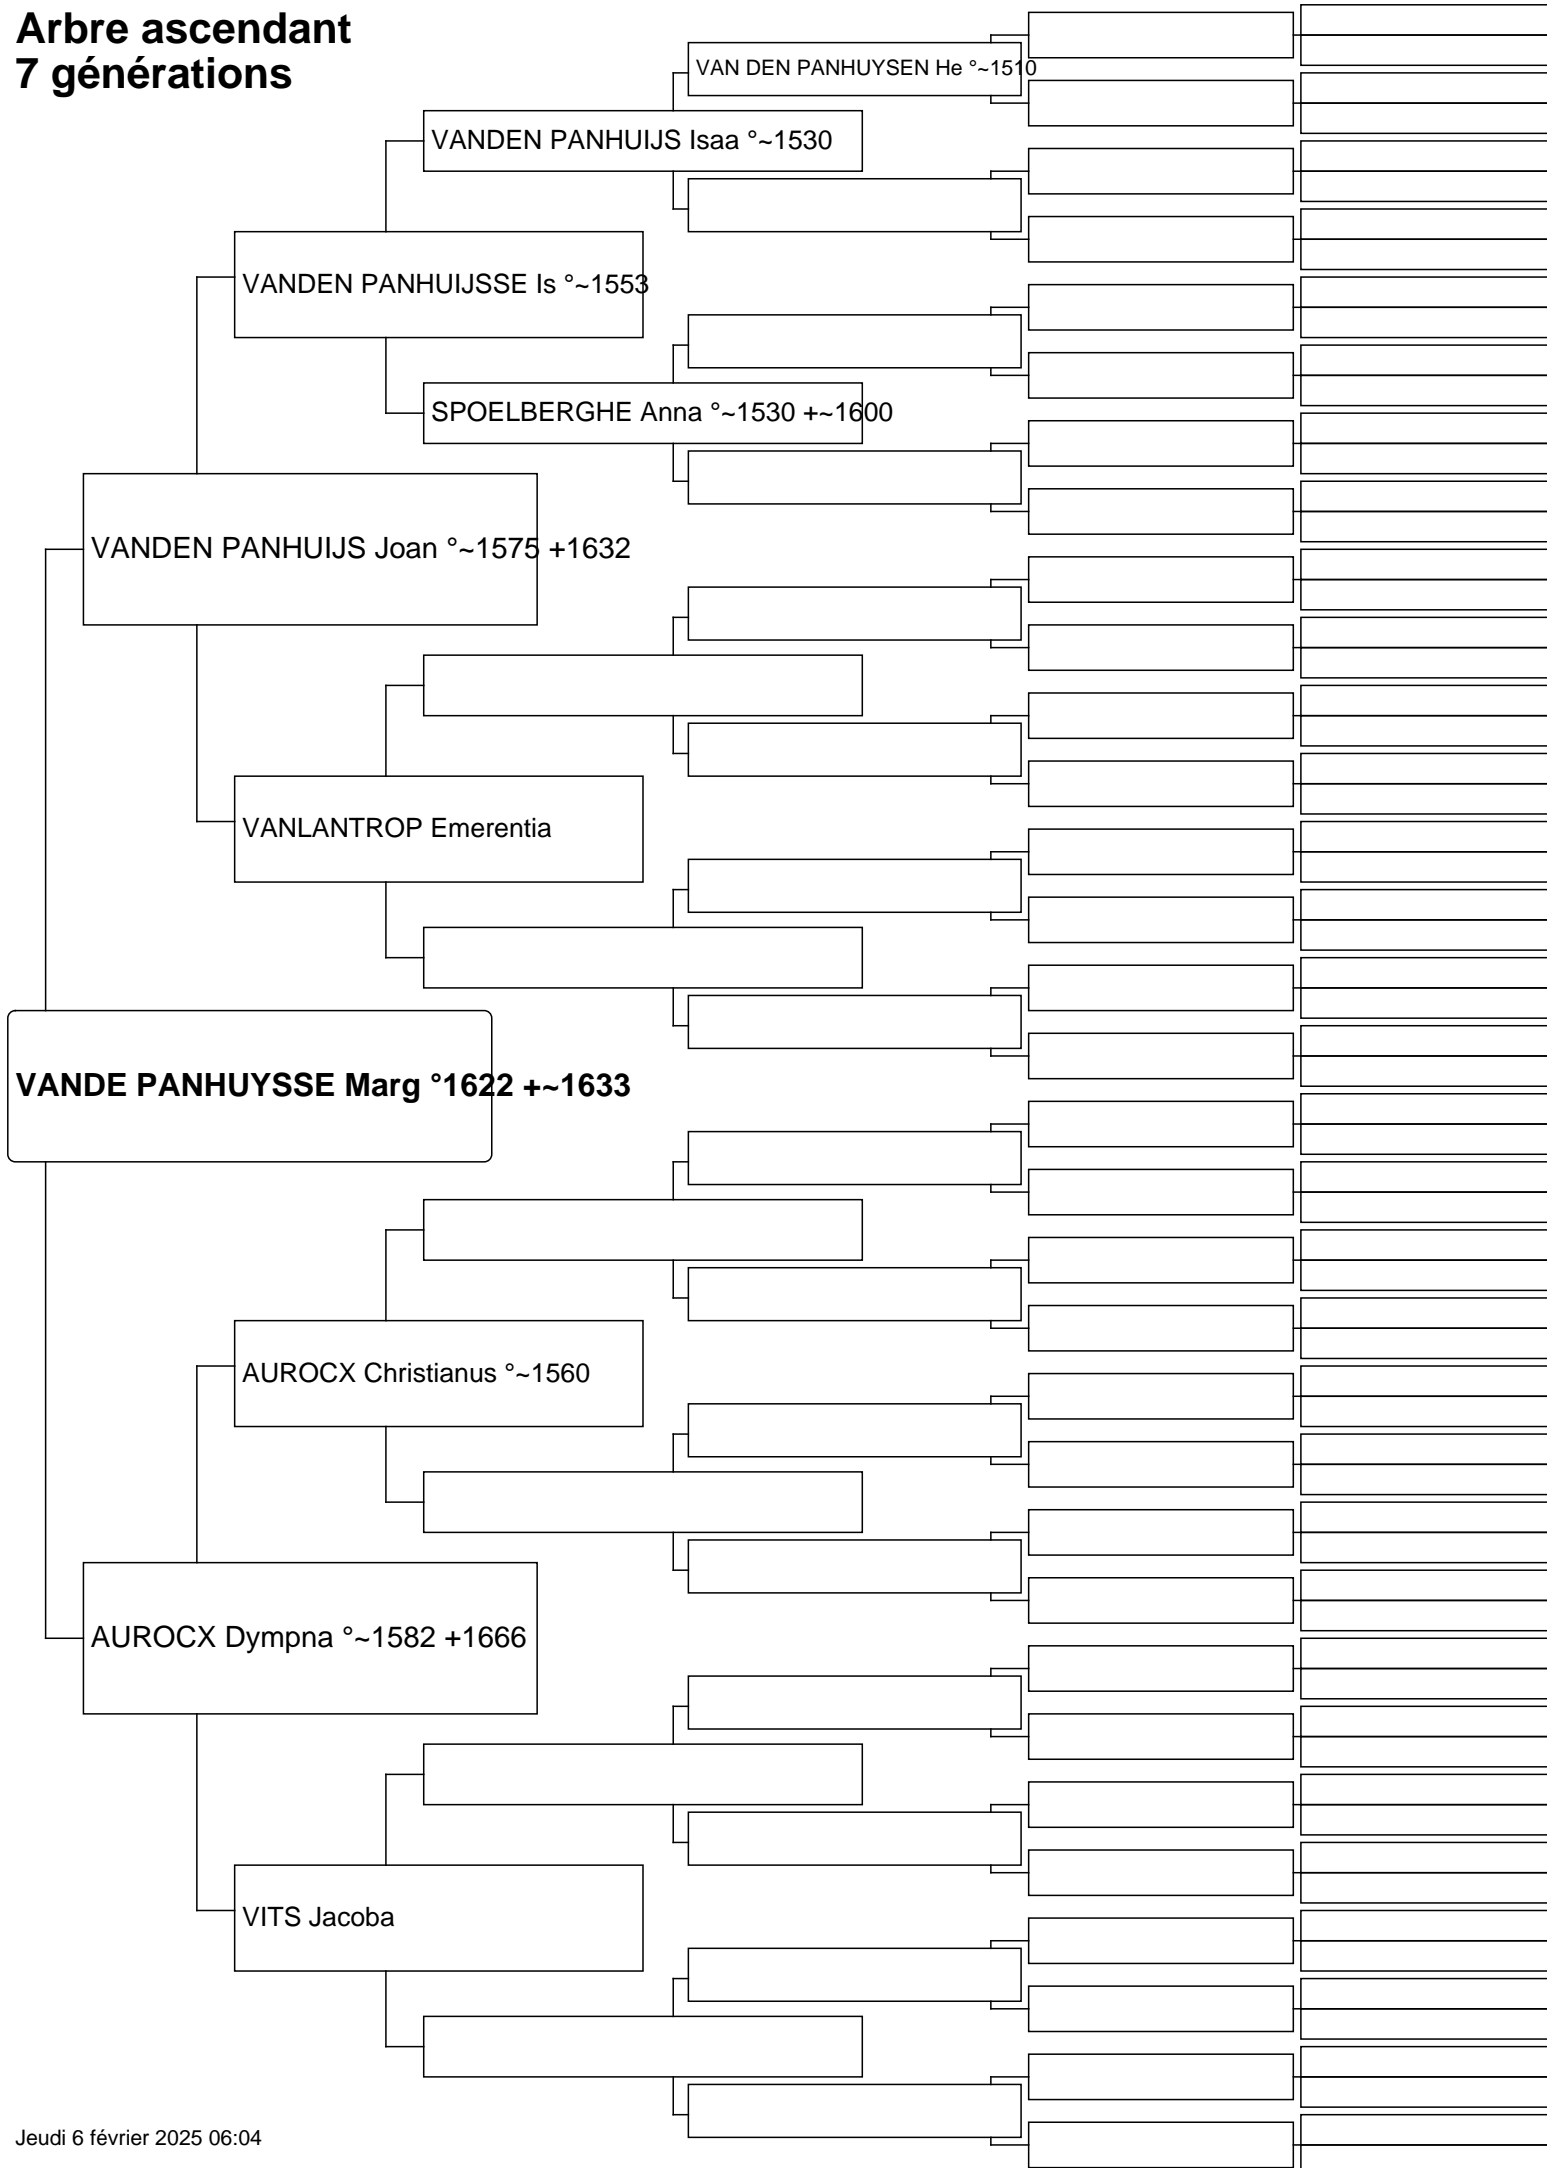 Arbre ascendant
7 générations
VAN DEN PANHUYSEN He °~1510
VANDEN PANHUIJS Isaa °~1530
VANDEN PANHUIJSSE Is °~1553
SPOELBERGHE Anna °~1530 +~1600
VANDEN PANHUIJS Joan °~1575 +1632
VANLANTROP Emerentia
VANDE PANHUYSSE Marg °1622 +~1633
AUROCX Christianus °~1560
AUROCX Dympna °~1582 +1666
VITS Jacoba
Jeudi 6 février 2025 06:04